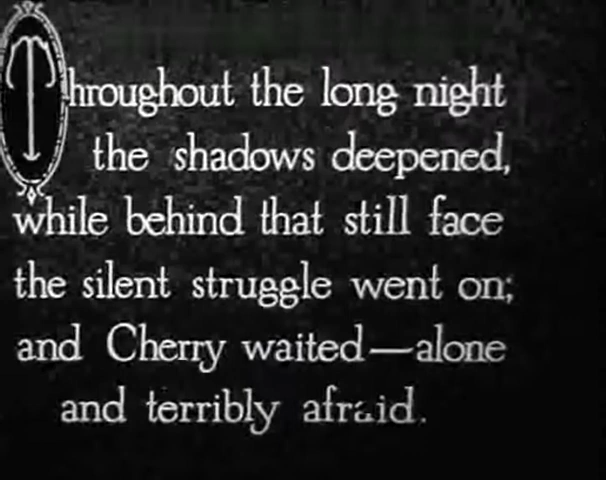 Throughout the long night
the shadows deepened,
while behind that still face
the silent struggle went on;
and Cherry waited—alone
and terribly afraid.